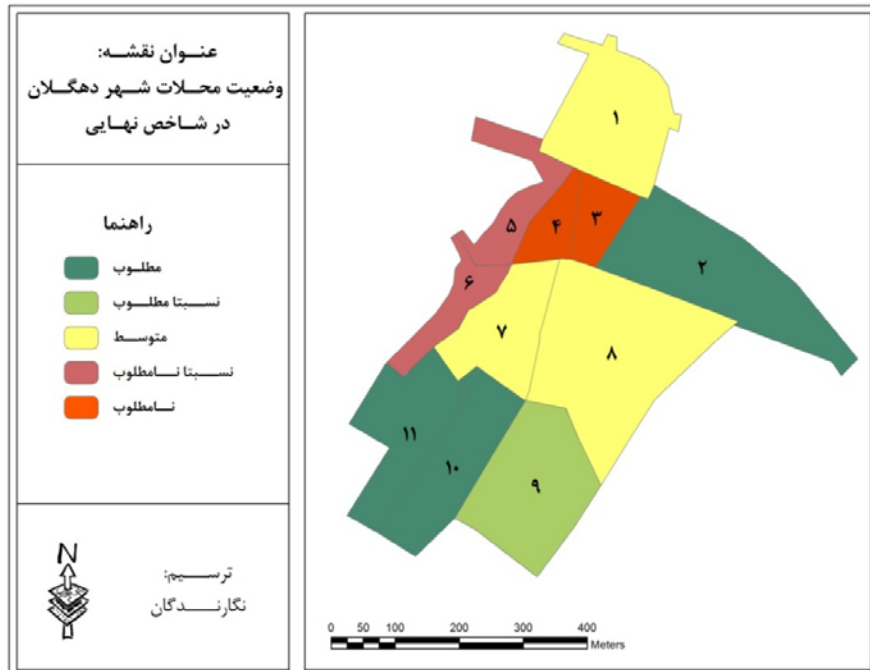 عنوان نقشه:
وضعیت محلات شهر دهگلان
در شاخص نهایی
راهنما
مطلوب
نسبتا مطلوب
متوسط
نسبتا نامطلوب
نامطلوب
N
ترسیم:
نگارندگان
۱
۲
۳
۴
۵
۶
۷
۸
۹
۱۰
۱۱
0 50 100 200 300 400
Meters